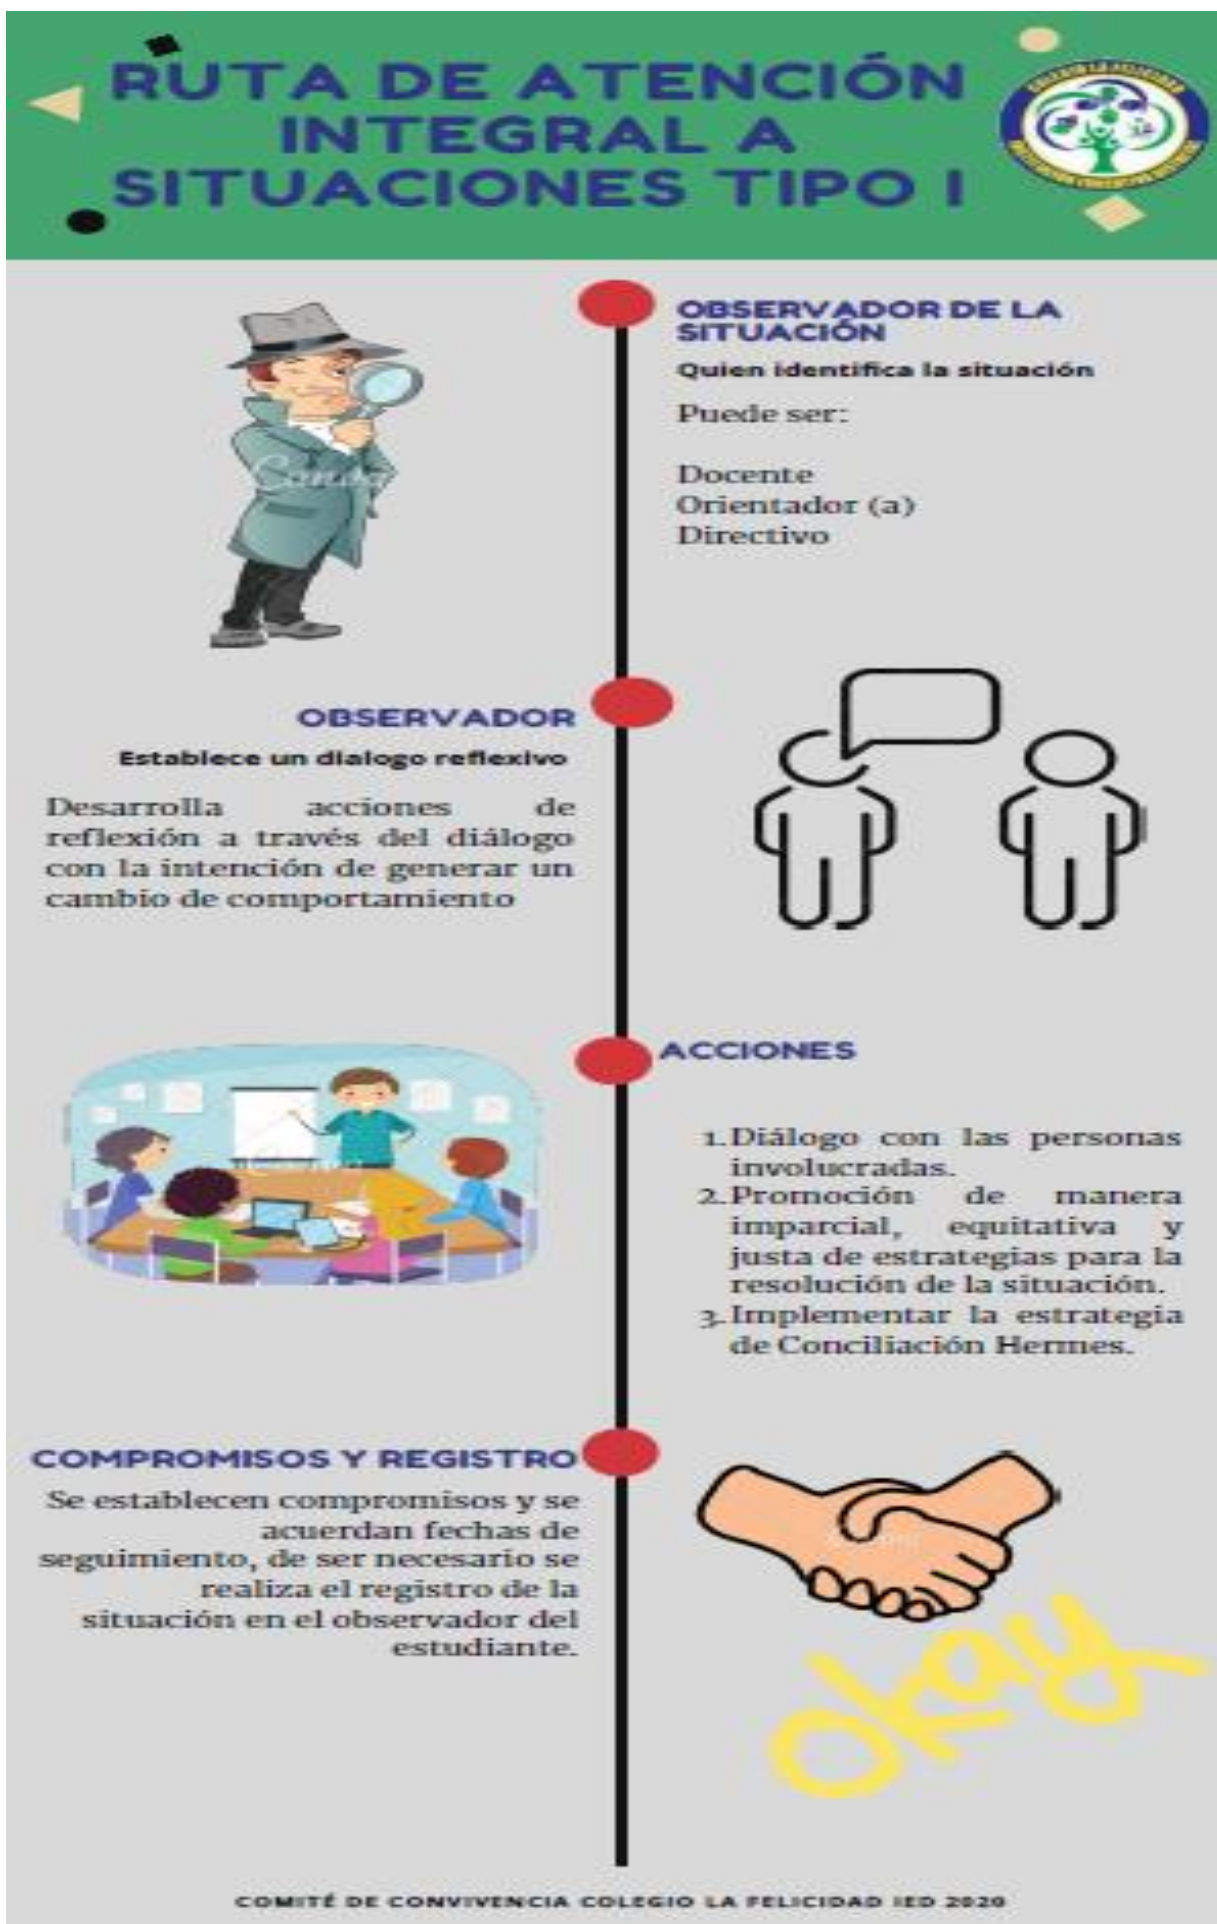 RUTA DE ATENCIÓN
INTEGRAL A
SITUACIONES TIPO I
COLEGIO LA FELICIDAD
OBSERVADOR DE LA
SITUACIÓN
Quien identifica la situación
Puede ser:
Docente
Orientador (a)
Directivo
Canva
OBSERVADOR
Establece un dialogo reflexivo
Desarrolla acciones de
reflexión a través del diálogo
con la intención de generar un
cambio de comportamiento
ACCIONES
1. Diálogo con las personas
involucradas.
2. Promoción de manera
imparcial, equitativa y
justa de estrategias para la
resolución de la situación.
3. Implementar la estrategia
de Conciliación Hermes.
COMPROMISOS Y REGISTRO
Se establecen compromisos y se
acuerdan fechas de
seguimiento, de ser necesario se
realiza el registro de la
situación en el observador del
estudiante.
okay
COMITÉ DE CONVIVENCIA COLEGIO LA FELICIDAD IED 2020